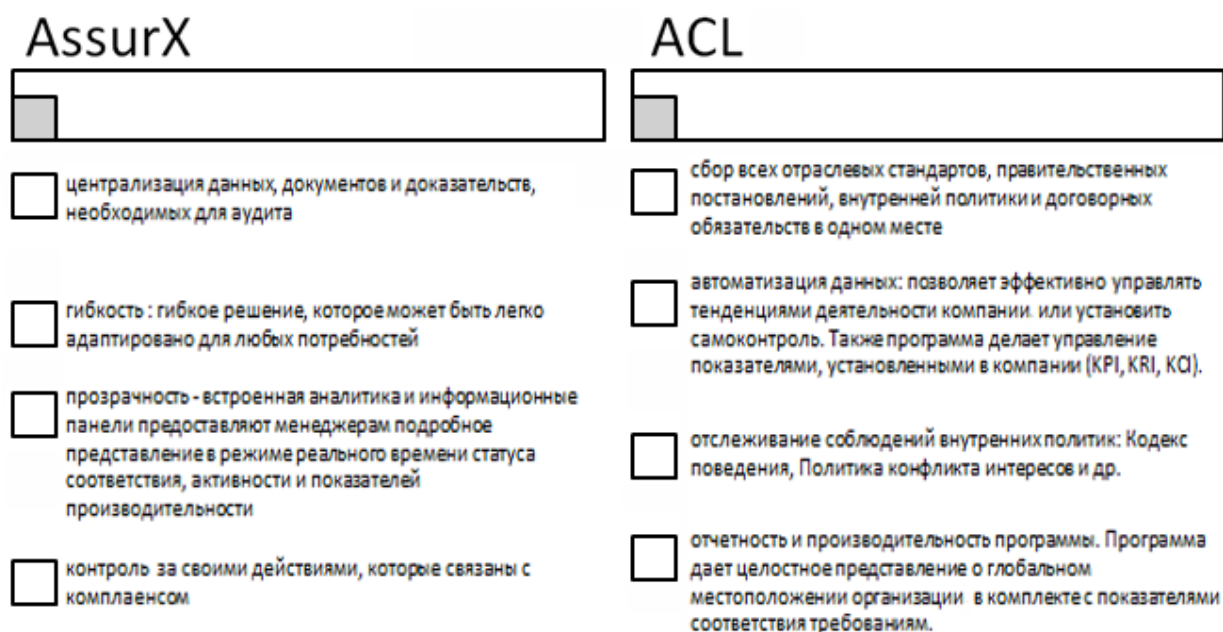 AssurX
централизация данных, документов и доказательств,
необходимых для аудита
гибкость : гибкое решение, которое может быть легко
адаптировано для любых потребностей
прозрачность - встроенная аналитика и информационные
панели предоставляют менеджерам подробное
представление в режиме реального времени статуса
соответствия, активности и показателей
производительности
контроль за своими действиями, которые связаны с
комплаенсом
ACL
сбор всех отраслевых стандартов, правительственных
постановлений, внутренней политики и договорных
обязательств в одном месте
автоматизация данных: позволяет эффективно управлять
тенденциями деятельности компании или установить
самоконтроль. Также программа делает управление
показателями, установленными в компании (KPI, KRI, KCI).
отслеживание соблюдений внутренних политик: Кодекс
поведения, Политика конфликта интересов и др.
отчетность и производительность программы. Программа
дает целостное представление о глобальном
местоположении организации в комплекте с показателями
соответствия требованиям.